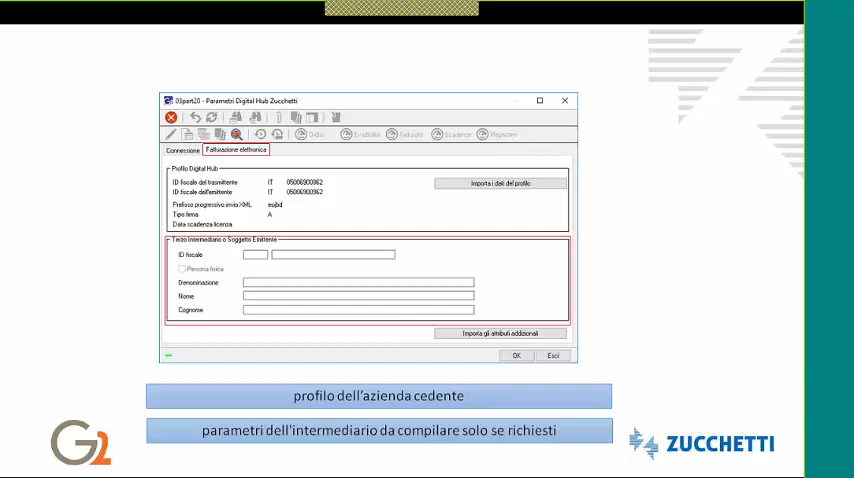 03part20 - Parametri Digital Hub Zucchetti
Ordini Evadibilità Fatturato Scadenze Magazzino
Connessione Fatturazione elettronica
Profilo Digital Hub
ID fiscale del trasmittente IT 05006900962
Importa i dati del profilo
ID fiscale dell'emittente IT 05006900962
Prefisso progressivo invio XML
Tipo firma A
Data scadenza licenza
Terzo Intermediario o Soggetto Emittente
ID fiscale
Persona fisica
Denominazione
Nome
Cognome
Importa gli attributi addizionali
OK Esci
profilo dell'azienda cedente
parametri dell'intermediario da compilare solo se richiesti
G2
ZUCCHETTI